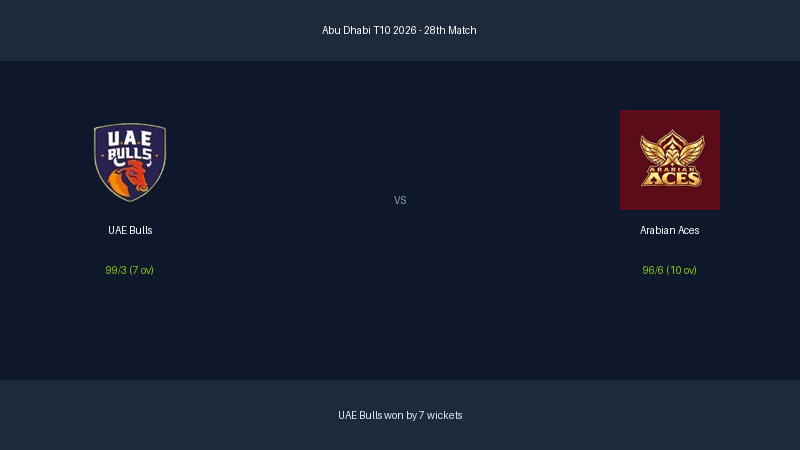 Abu Dhabi T10 2026 - 28th Match
U.A.E
BULLS
ARABIAN
ACES
VS
UAE Bulls
Arabian Aces
99/3 (7 ov)
96/6 (10 ov)
UAE Bulls won by 7 wickets